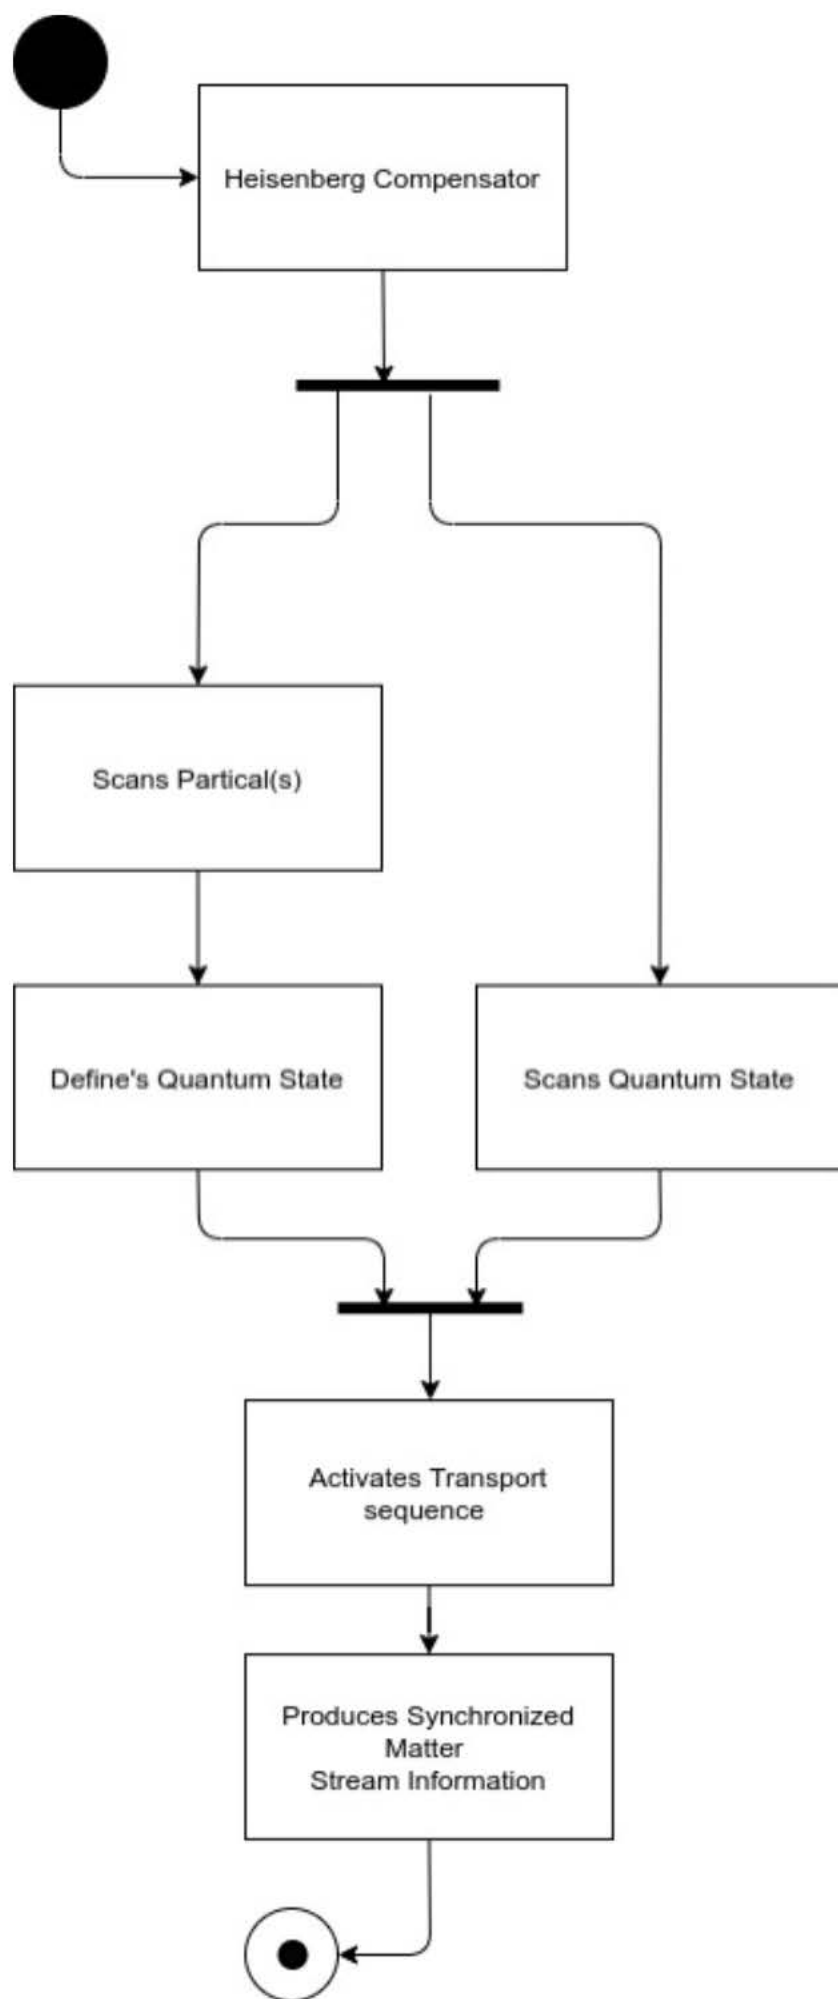 Heisenberg Compensator
Scans Partical(s)
Define's Quantum State
Scans Quantum State
Activates Transport
sequence
Produces Synchronized
Matter
Stream Information